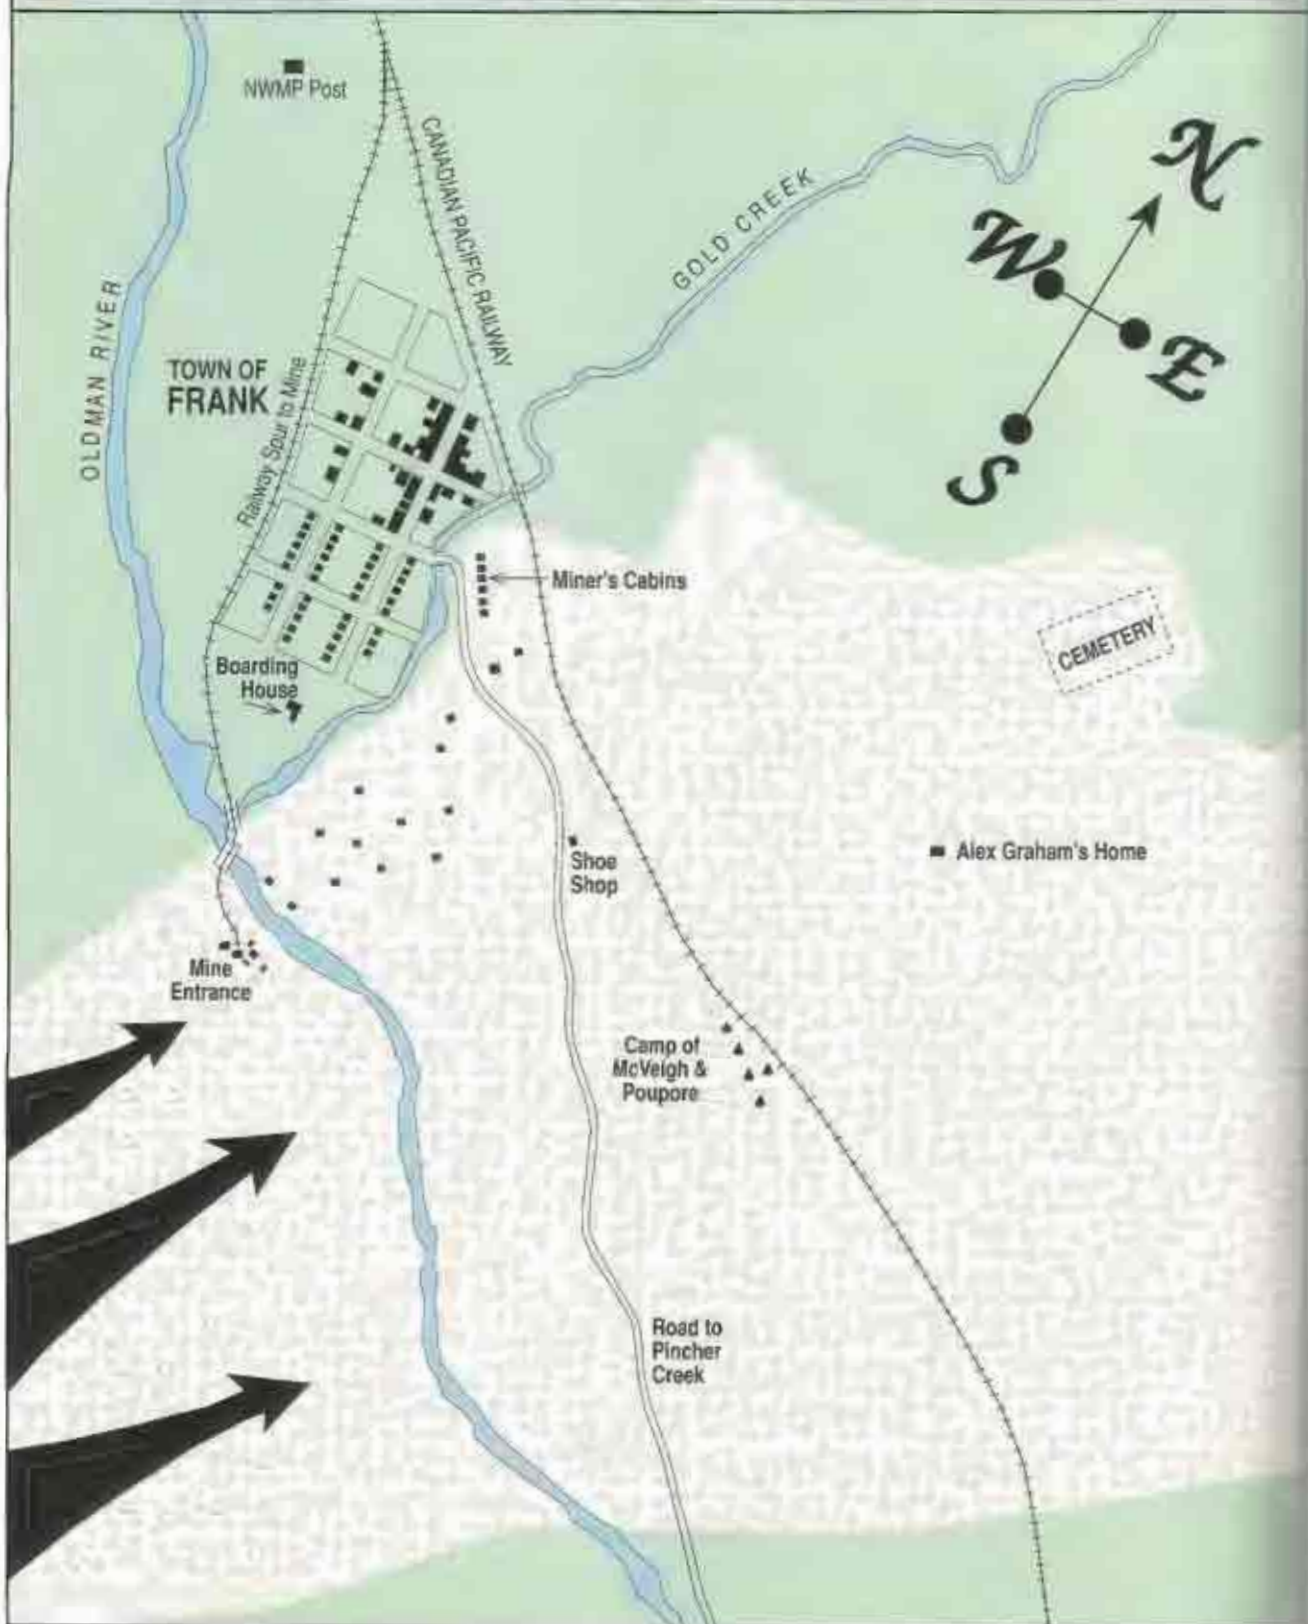 NWMP Post
CANADIAN PACIFIC RAILWAY
GOLD CREEK
N
W
E
S
OLDMAN RIVER
TOWN OF
FRANK
Railway Spur to Mine
Miner's Cabins
CEMETERY
Boarding
House
Shoe
Shop
Alex Graham's Home
Mine
Entrance
Camp of
McVeigh &
Poupore
Road to
Pincher
Creek